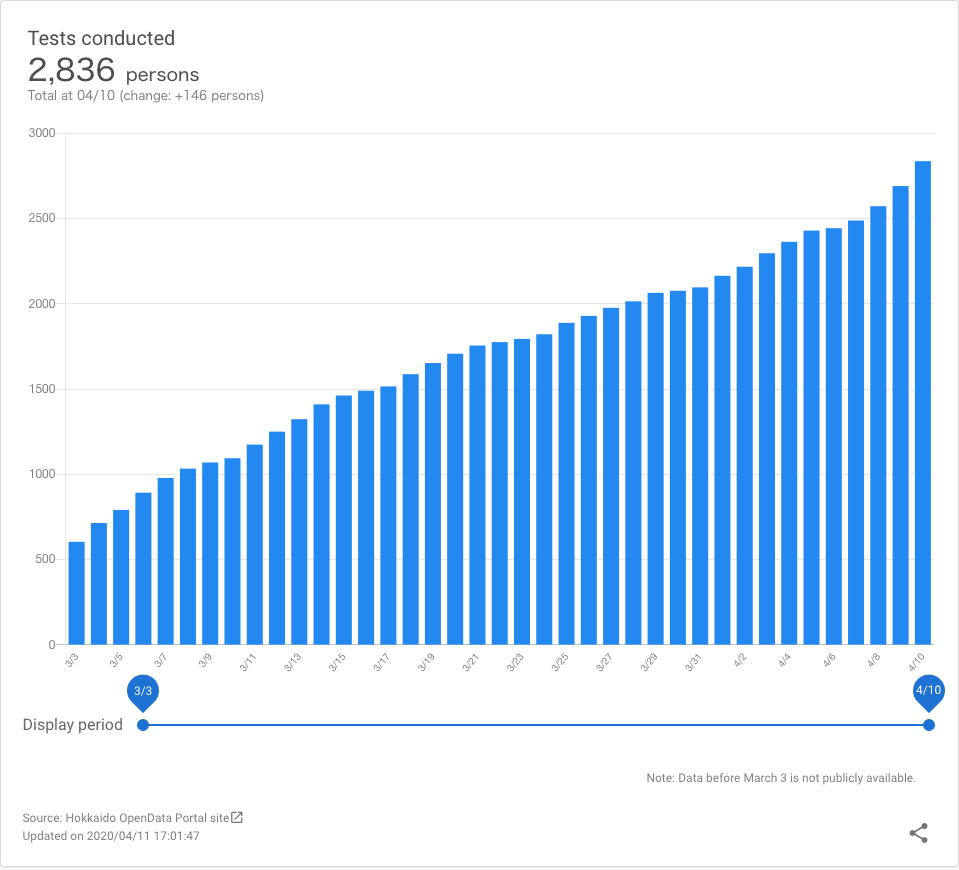 Tests conducted
2,836 persons
Total at 04/10 (change: +146 persons)
3000
2500
2000
1500
1000
500
0
3/3 3/5 3/7 3/9 3/11 3/13 3/15 3/17 3/19 3/21 3/23 3/25 3/27 3/29 3/31 4/2 4/4 4/6 4/8 4/10
3/3 4/10
Display period
Note: Data before March 3 is not publicly available.
Source: Hokkaido OpenData Portal site
Updated on 2020/04/11 17:01:47